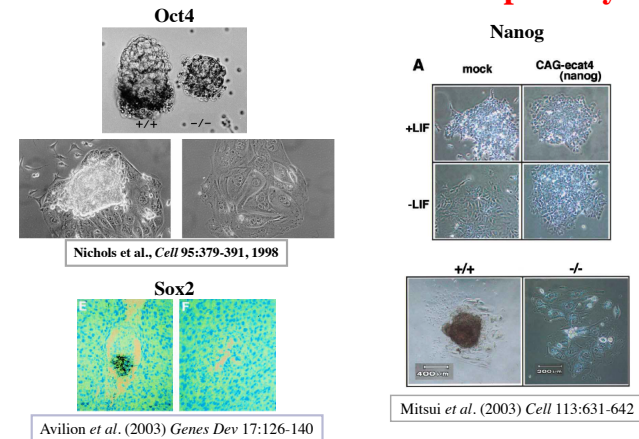 Oct4
+/+ -/-
Nichols et al., Cell 95:379-391, 1998
Sox2
E F
Avilion et al. (2003) Genes Dev 17:126-140
Nanog
A
mock CAG-ecat4
(nanog)
+LIF
-LIF
+/+ -/-
Mitsui et al. (2003) Cell 113:631-642